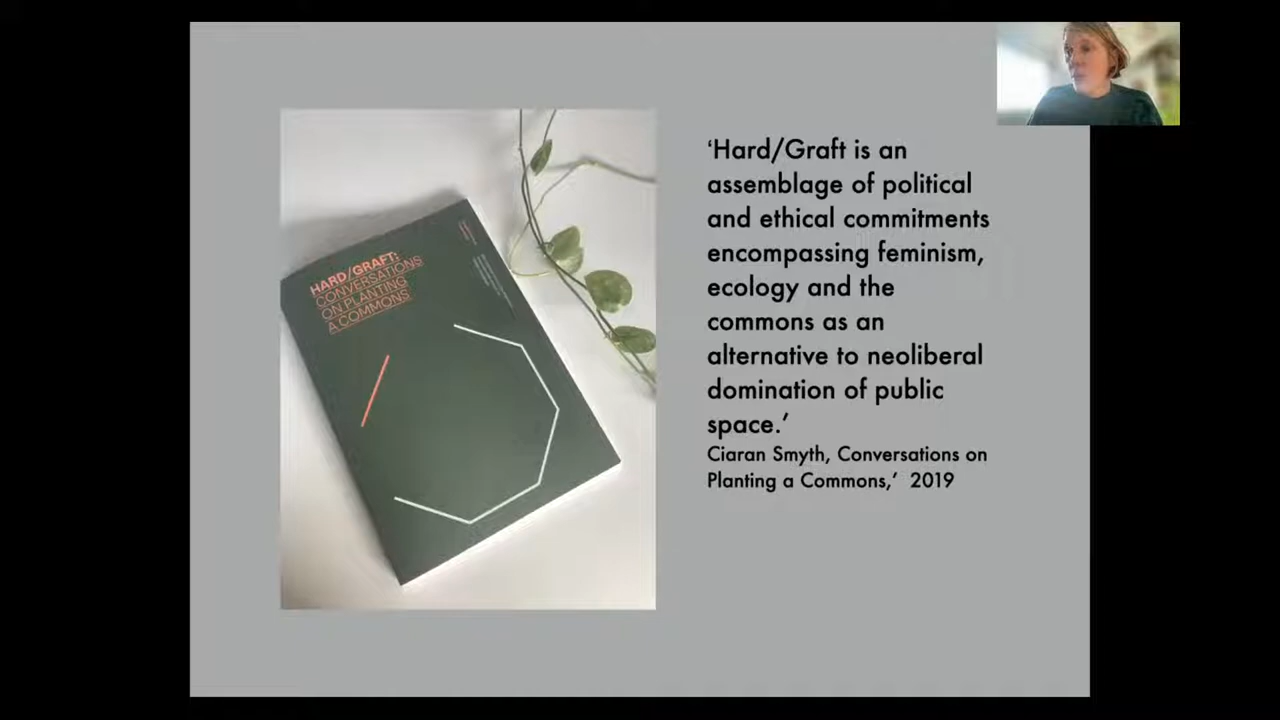 HARD/GRAFT:
CONVERSATIONS
ON PLANTING
A COMMONS
‘Hard/Graft is an
assemblage of political
and ethical commitments
encompassing feminism,
ecology and the
commons as an
alternative to neoliberal
domination of public
space.’
Ciaran Smyth, Conversations on
Planting a Commons,’ 2019